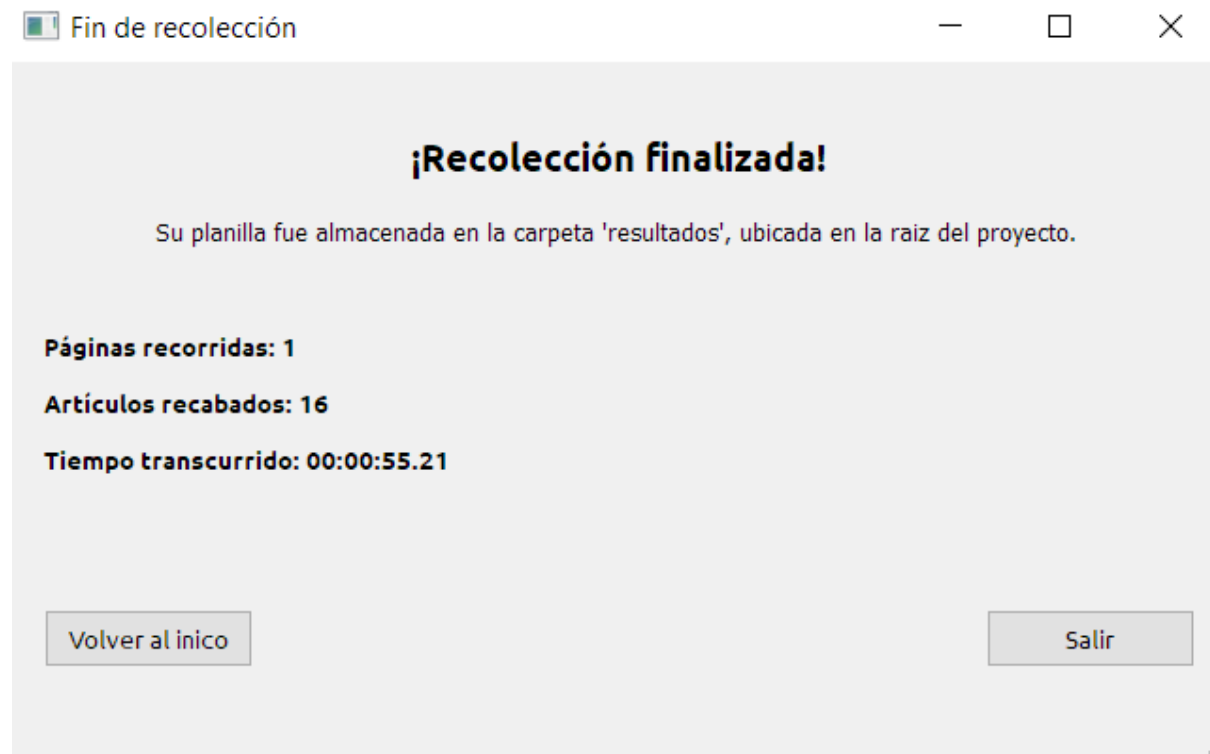 Fin de recolección
¡Recolección finalizada!
Su planilla fue almacenada en la carpeta 'resultados', ubicada en la raiz del proyecto.
Páginas recorridas: 1
Artículos recabados: 16
Tiempo transcurrido: 00:00:55.21
Volver al inico
Salir